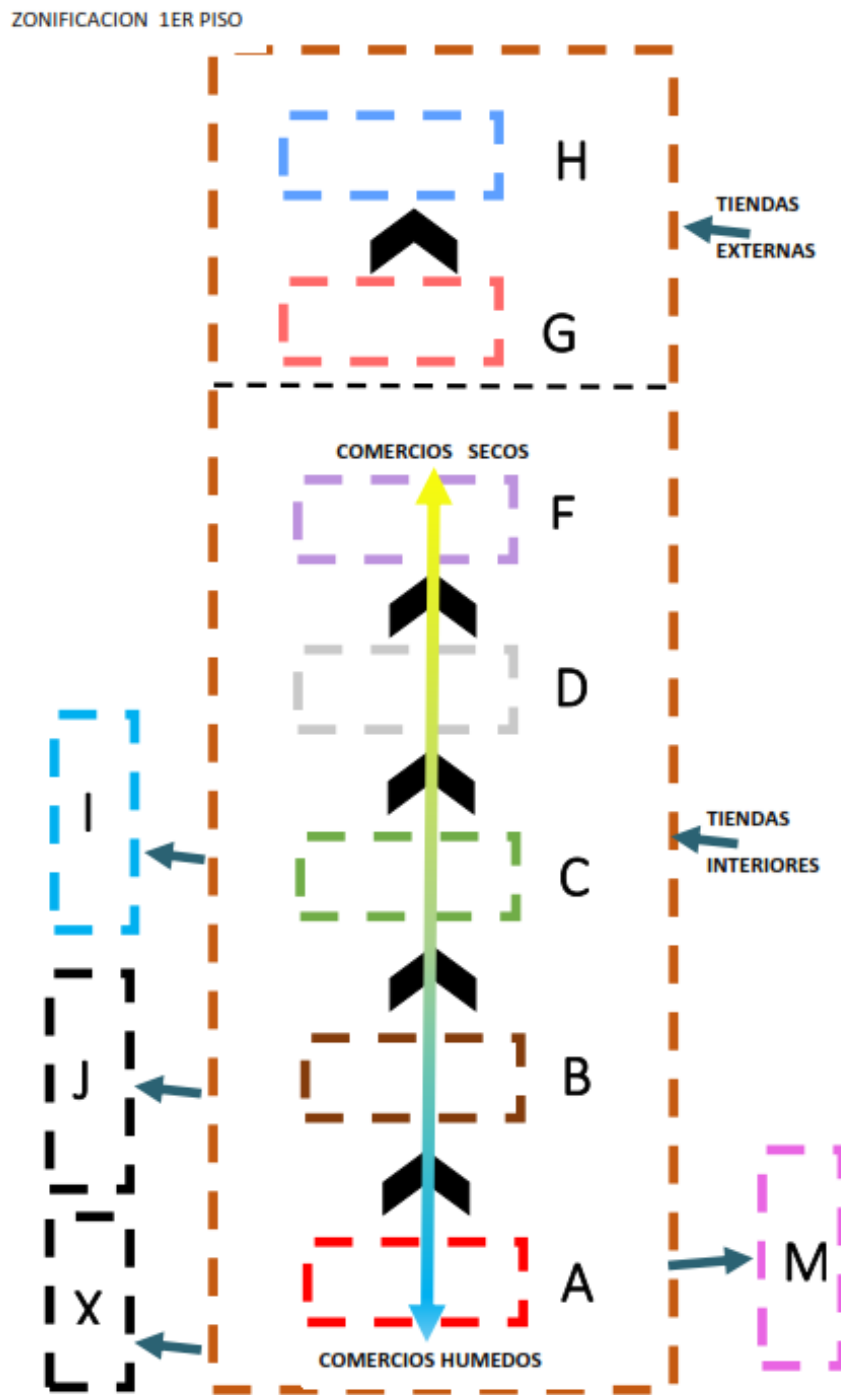 ZONIFICACION 1ER PISO
H
TIENDAS
EXTERNAS
G
COMERCIOS SECOS
F
D
I
TIENDAS
INTERIORES
C
J
B
M
A
X
COMERCIOS HUMEDOS